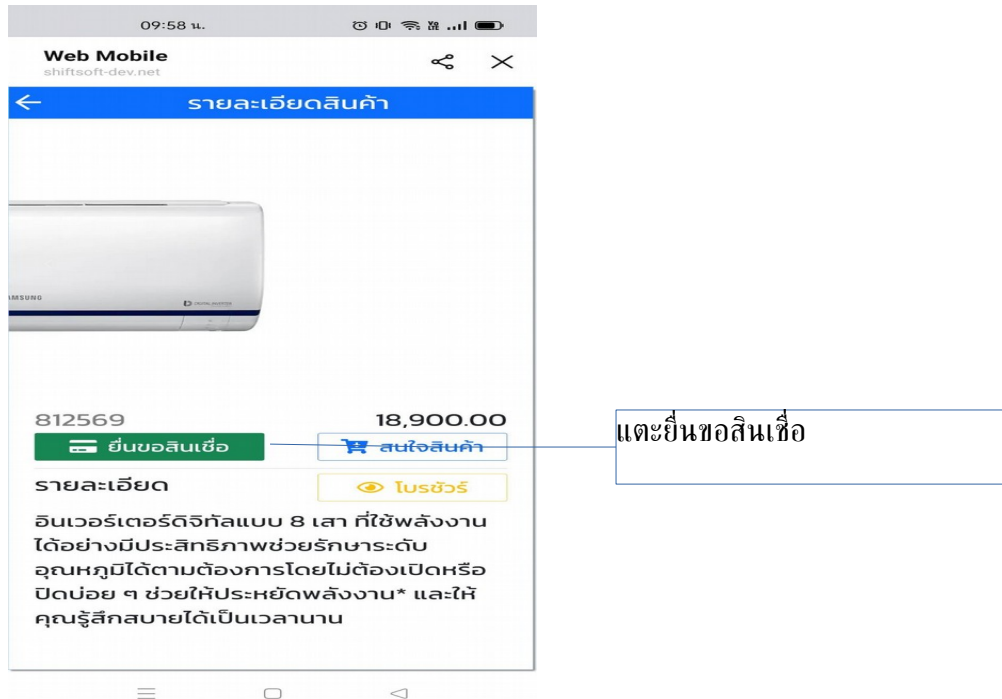 09:58 น.
Web Mobile
shiftsoft-dev.net
รายละเอียดสินค้า
AMSUNG
812569
18,900.00
ยื่นขอสินเชื่อ
สนใจสินค้า
แตะยื่นขอสินเชื่อ
รายละเอียด
โบรชัวร์
อินเวอร์เตอร์ดิจิทัลแบบ 8 เสา ที่ใช้พลังงาน
ได้อย่างมีประสิทธิภาพช่วยรักษาระดับ
อุณหภูมิได้ตามต้องการโดยไม่ต้องเปิดหรือ
ปิดบ่อย ๆ ช่วยให้ประหยัดพลังงาน* และให้
คุณรู้สึกสบายได้เป็นเวลานาน